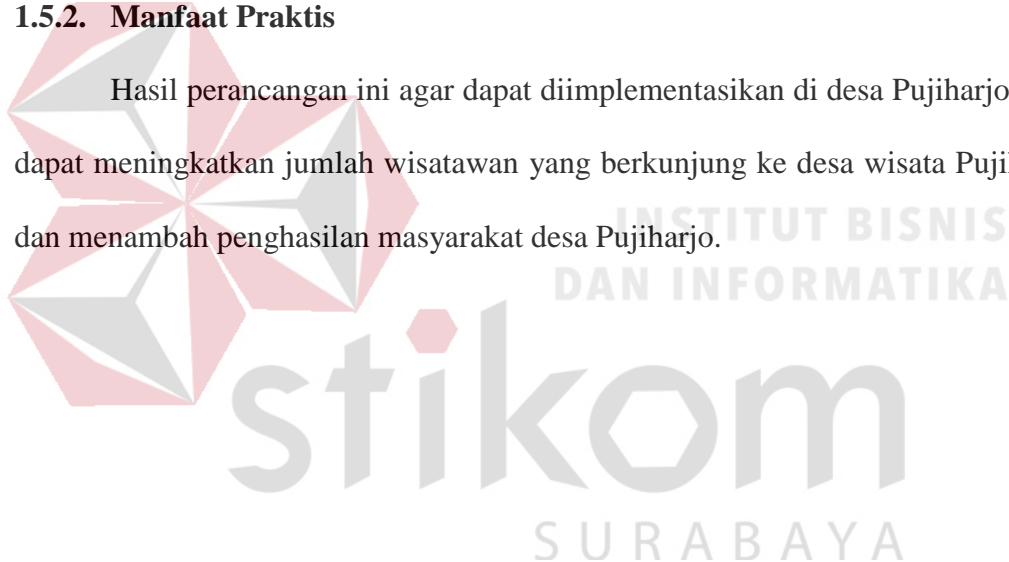 1.5.2. Manfaat Praktis
Hasil perancangan ini agar dapat diimplementasikan di desa Pujiharjo
dapat meningkatkan jumlah wisatawan yang berkunjung ke desa wisata Puji
dan menambah penghasilan masyarakat desa Pujiharjo.
INSTITUT BISNIS
DAN INFORMATIKA
stikom
SURABAYA